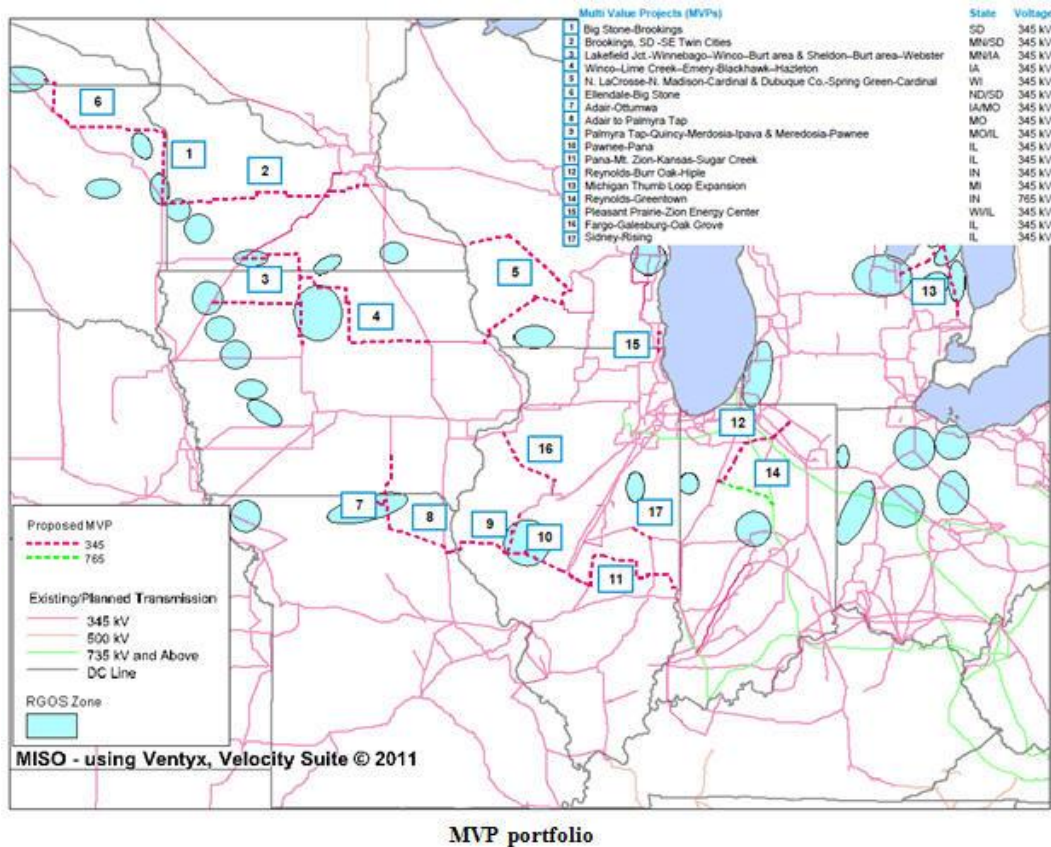 Multi Value Projects (MVPs) State Voltage
1 Big Stone-Brookings SD 345 kV
2 Brookings, SD -SE Twin Cities MN/SD 345 kV
3 Lakefield Jct.-Winnebago–Winco–Burt area & Sheldon–Burt area–Webster MN/IA 345 kV
4 Winco–Lime Creek–Emery-Blackhawk–Hazleton IA 345 kV
5 N. LaCrosse-N. Madison-Cardinal & Dubuque Co.-Spring Green-Cardinal WI 345 kV
6 Ellendale-Big Stone ND/SD 345 kV
7 Adair-Ottumwa IA/MO 345 kV
8 Adair to Palmyra Tap MO 345 kV
9 Palmyra Tap-Quincy-Merdosia-Ipava & Meredosia-Pawnee MO/IL 345 kV
10 Pawnee-Pana IL 345 kV
11 Pana-Mt. Zion-Kansas-Sugar Creek IL 345 kV
12 Reynolds-Burr Oak-Hiple IN 345 kV
13 Michigan Thumb Loop Expansion MI 345 kV
14 Reynolds-Greentown IN 765 kV
15 Pleasant Prairie-Zion Energy Center WI/IL 345 kV
16 Fargo-Galesburg-Oak Grove IL 345 kV
17 Sidney-Rising IL 345 kV
6
1
2
3
4
5
13
15
12
16
14
7
8
9
10
17
11
Proposed MVP
345
765
Existing/Planned Transmission
345 kV
500 kV
735 kV and Above
DC Line
RGOS Zone
MISO - using Ventyx, Velocity Suite © 2011
MVP portfolio